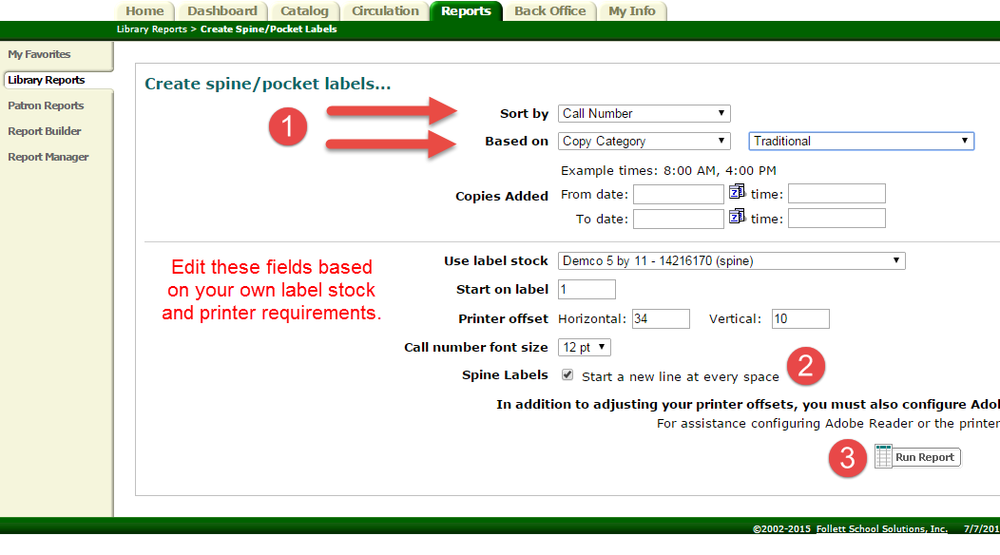 Home Dashboard Catalog Circulation Reports Back Office My Info
Library Reports > Create Spine/Pocket Labels
My Favorites
Library Reports
Patron Reports
Report Builder
Report Manager
Create spine/pocket labels...
1
Sort by Call Number
Based on Copy Category Traditional
Example times: 8:00 AM, 4:00 PM
Copies Added From date: time:
To date: time:
Edit these fields based
on your own label stock
and printer requirements.
Use label stock Demco 5 by 11 - 14216170 (spine)
Start on label 1
Printer offset Horizontal: 34 Vertical: 10
Call number font size 12 pt
Spine Labels Start a new line at every space
2
In addition to adjusting your printer offsets, you must also configure Adob
For assistance configuring Adobe Reader or the printer
3 Run Report
©2002-2015 Follett School Solutions, Inc. 7/7/201